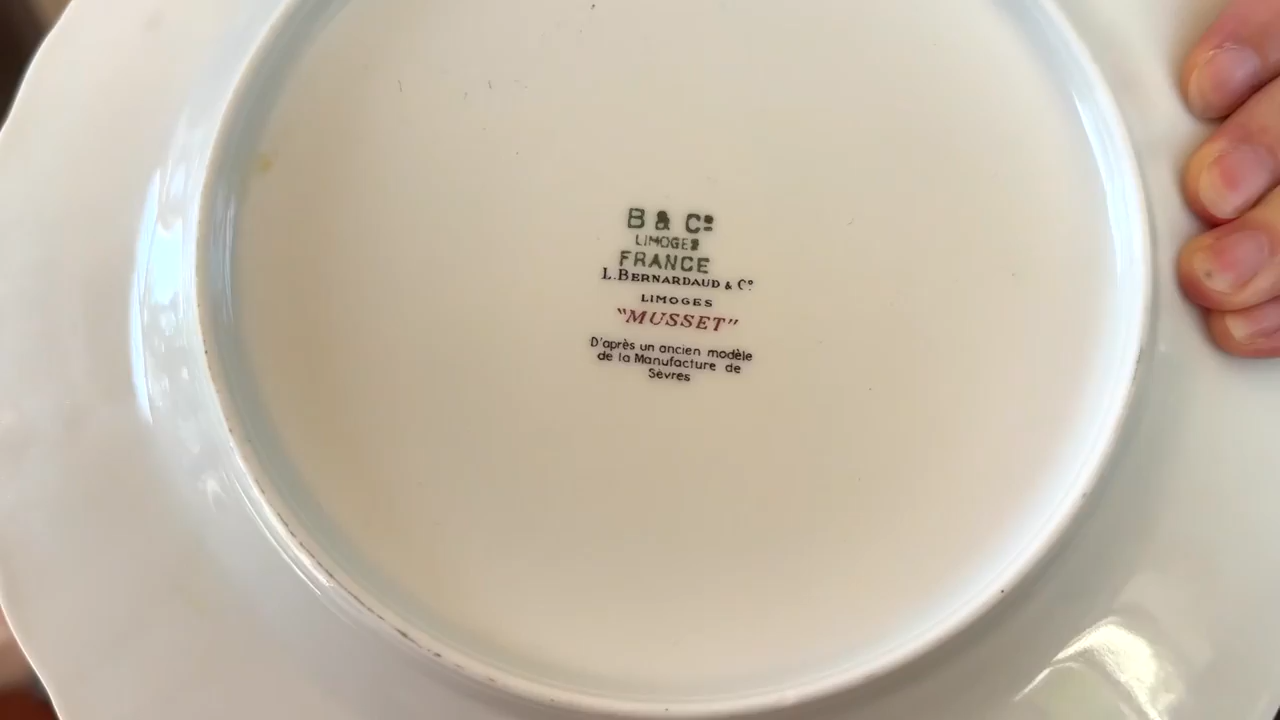 B & Cº
LIMOGES
FRANCE
L. BERNARDAUD & Cº
LIMOGES
"MUSSET"
D'après un ancien modèle
de la Manufacture de
Sèvres